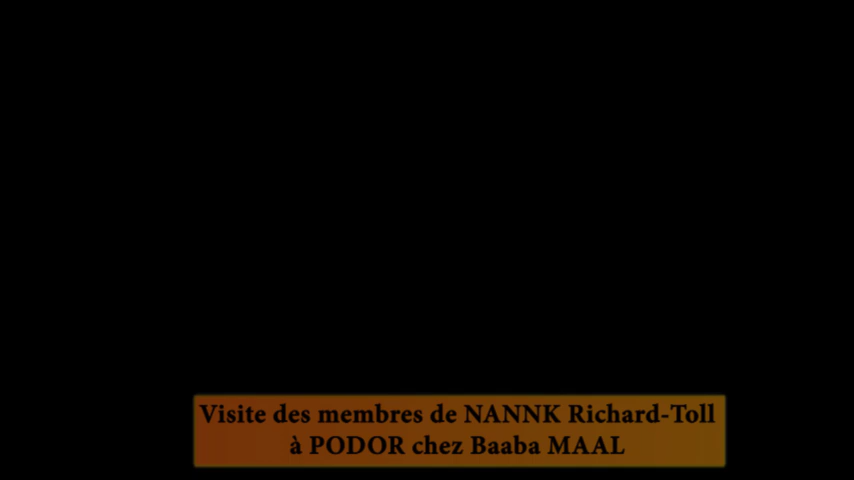 Visite des membres de NANNK Richard-Toll
à PODOR chez Baaba MAAL